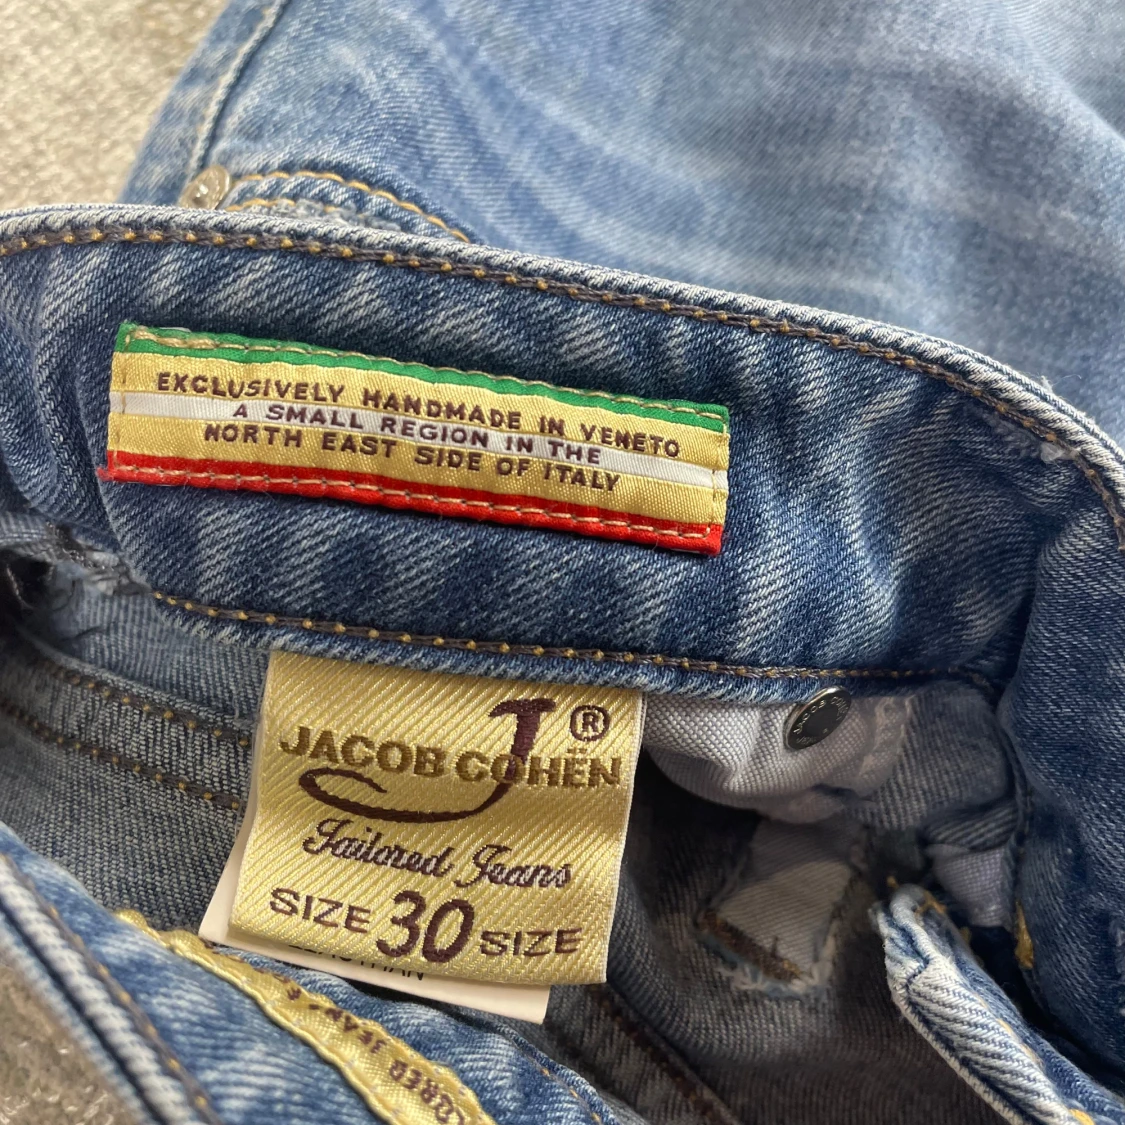 EXCLUSIVELY HANDMADE IN VENETO
A SMALL REGION IN THE
NORTH EAST SIDE OF ITALY
J ®
JACOB COHËN
Tailored Jeans
SIZE 30 SIZE